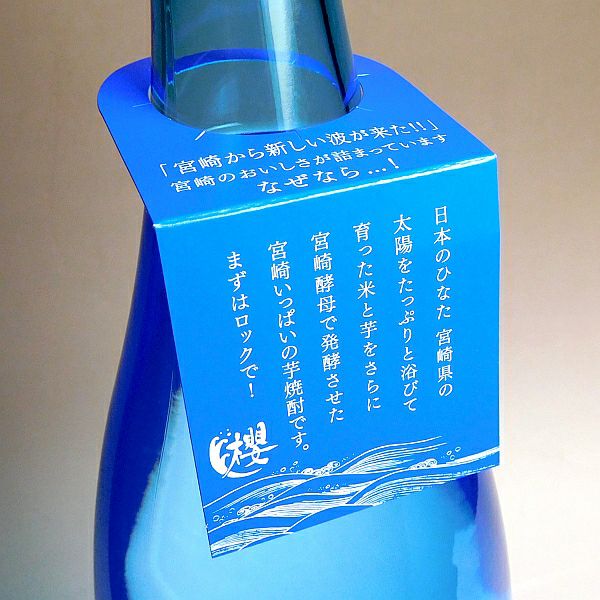 「宮崎から新しい波が来た!!」
宮崎のおいしさが詰まっています
なぜなら…!
日本のひなた 宮崎県の
太陽をたっぷりと浴びて
育った米と芋をさらに
宮崎酵母で発酵させた
宮崎いっぱいの芋焼酎です。
まずはロックで!
櫻